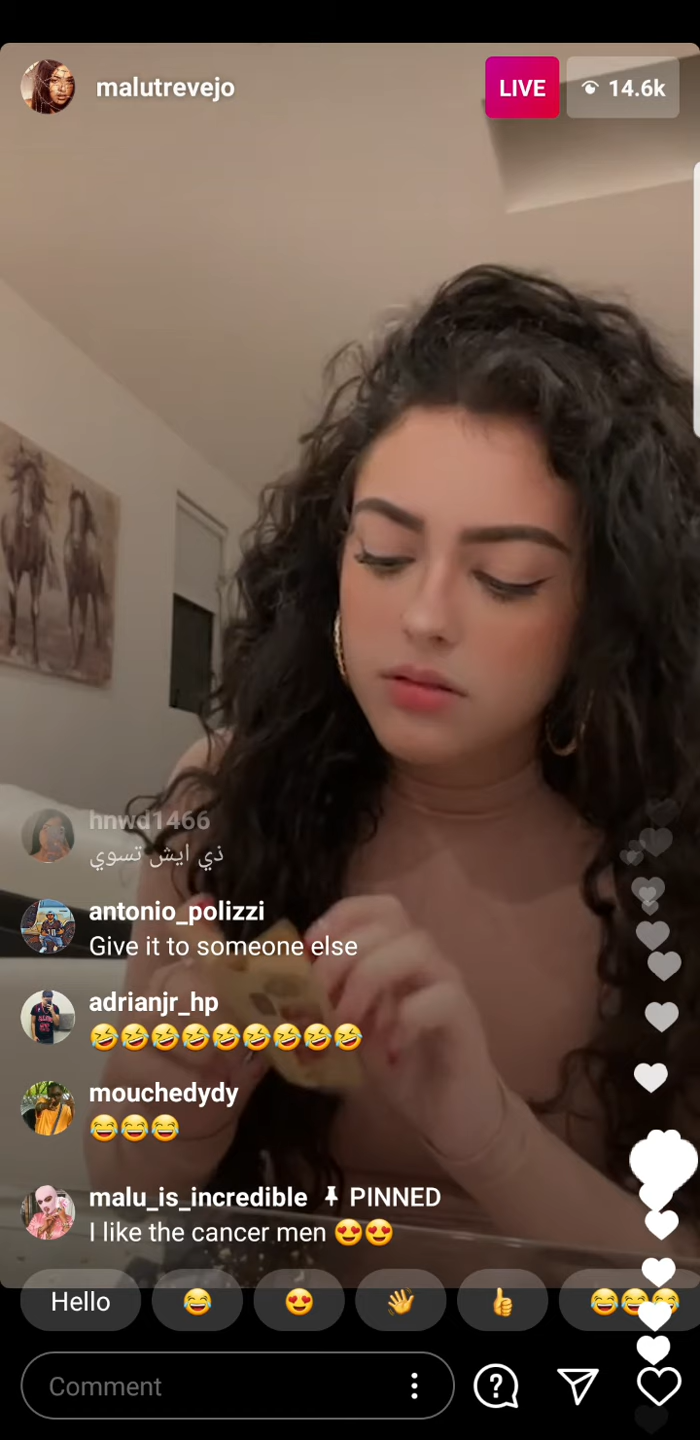 malutrevejo
LIVE
14.6k
hnwd1466
ذي ايش تسوي
antonio_polizzi
Give it to someone else
adrianjr_hp
🤣🤣🤣🤣🤣🤣🤣🤣🤣
mouchedydy
😂😂😂
malu_is_incredible PINNED
I like the cancer men 😍😍
Hello 😂 😍 👋 👍 😂😂😂
Comment